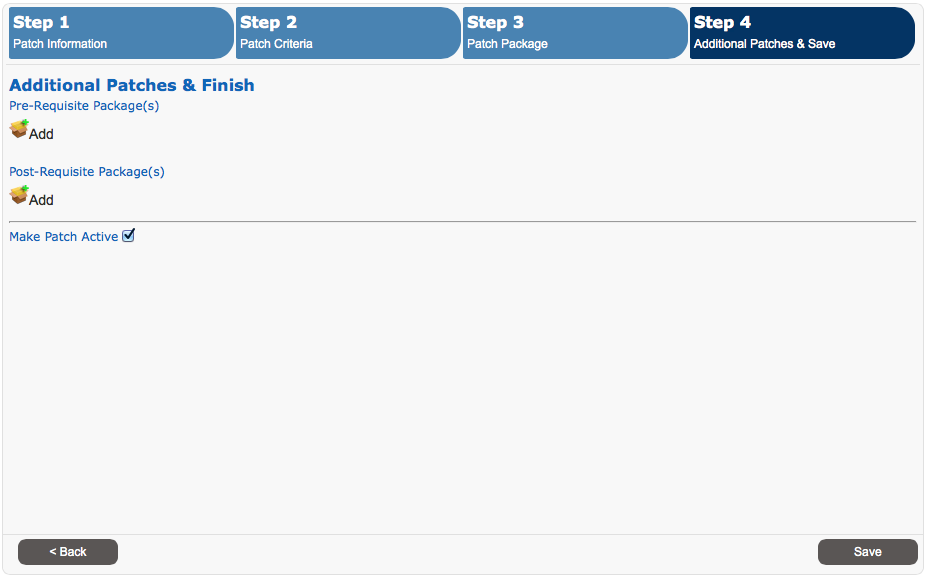 Step 1
Patch Information
Step 2
Patch Criteria
Step 3
Patch Package
Step 4
Additional Patches & Save
Additional Patches & Finish
Pre-Requisite Package(s)
Add
Post-Requisite Package(s)
Add
Make Patch Active
< Back
Save